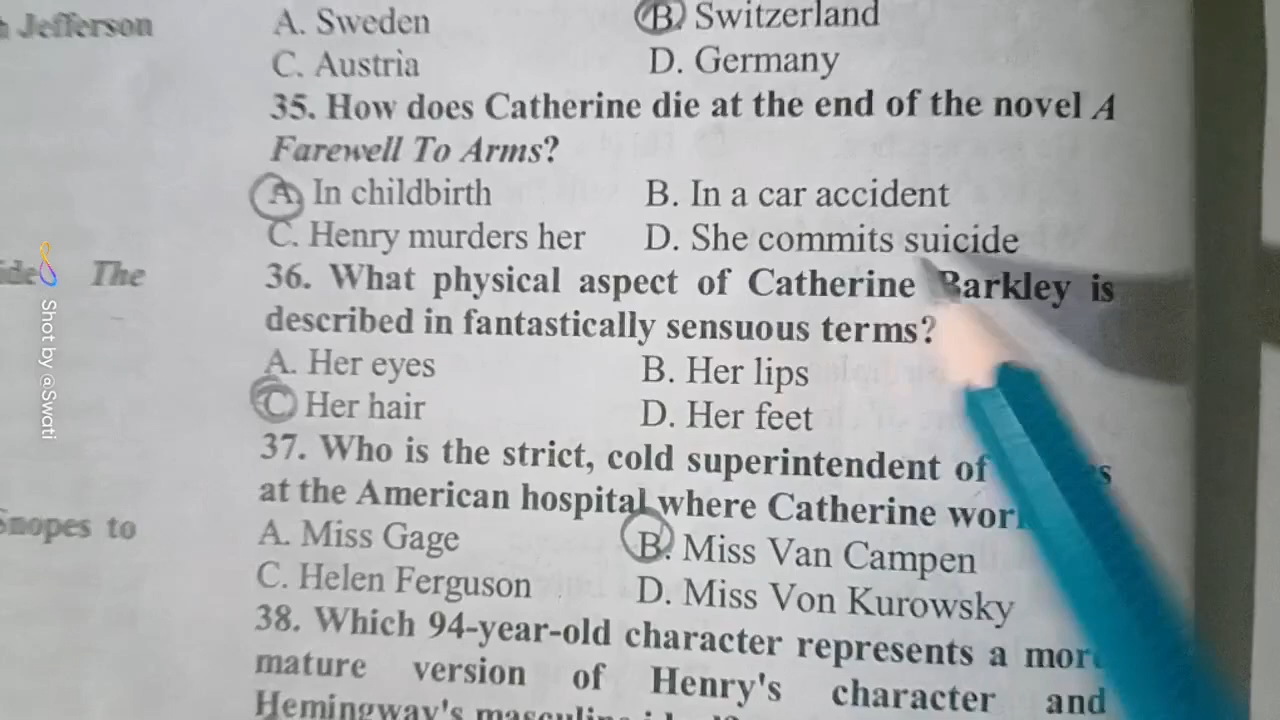 Jefferson
A. Sweden B. Switzerland
C. Austria D. Germany
35. How does Catherine die at the end of the novel A
Farewell To Arms?
A. In childbirth B. In a car accident
C. Henry murders her D. She commits suicide
The
36. What physical aspect of Catherine Barkley is
described in fantastically sensuous terms?
A. Her eyes B. Her lips
C. Her hair D. Her feet
37. Who is the strict, cold superintendent of
at the American hospital where Catherine
Snopes to
A. Miss Gage B. Miss Van Campen
C. Helen Ferguson D. Miss Von Kurowsky
38. Which 94-year-old character represents a more
mature version of Henry's character and
Hemingway's
Shot by @Swati